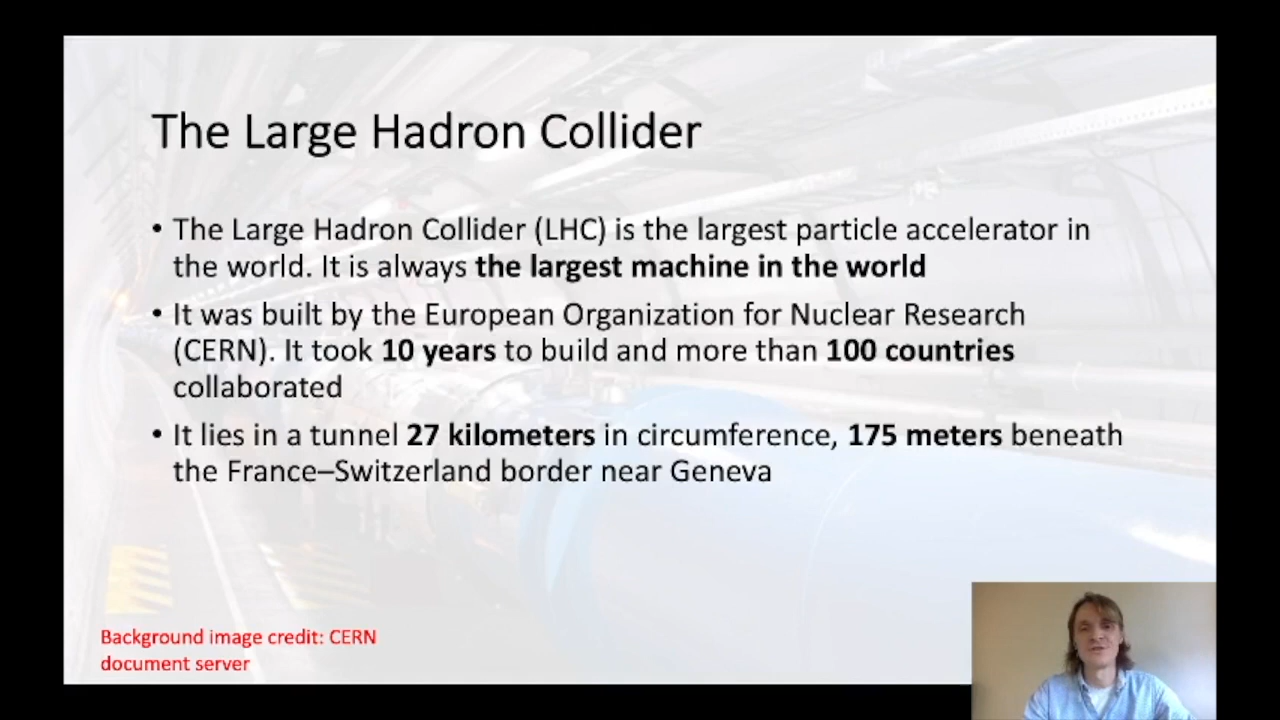 The Large Hadron Collider
• The Large Hadron Collider (LHC) is the largest particle accelerator in
the world. It is always the largest machine in the world
• It was built by the European Organization for Nuclear Research
(CERN). It took 10 years to build and more than 100 countries
collaborated
• It lies in a tunnel 27 kilometers in circumference, 175 meters beneath
the France–Switzerland border near Geneva
Background image credit: CERN
document server